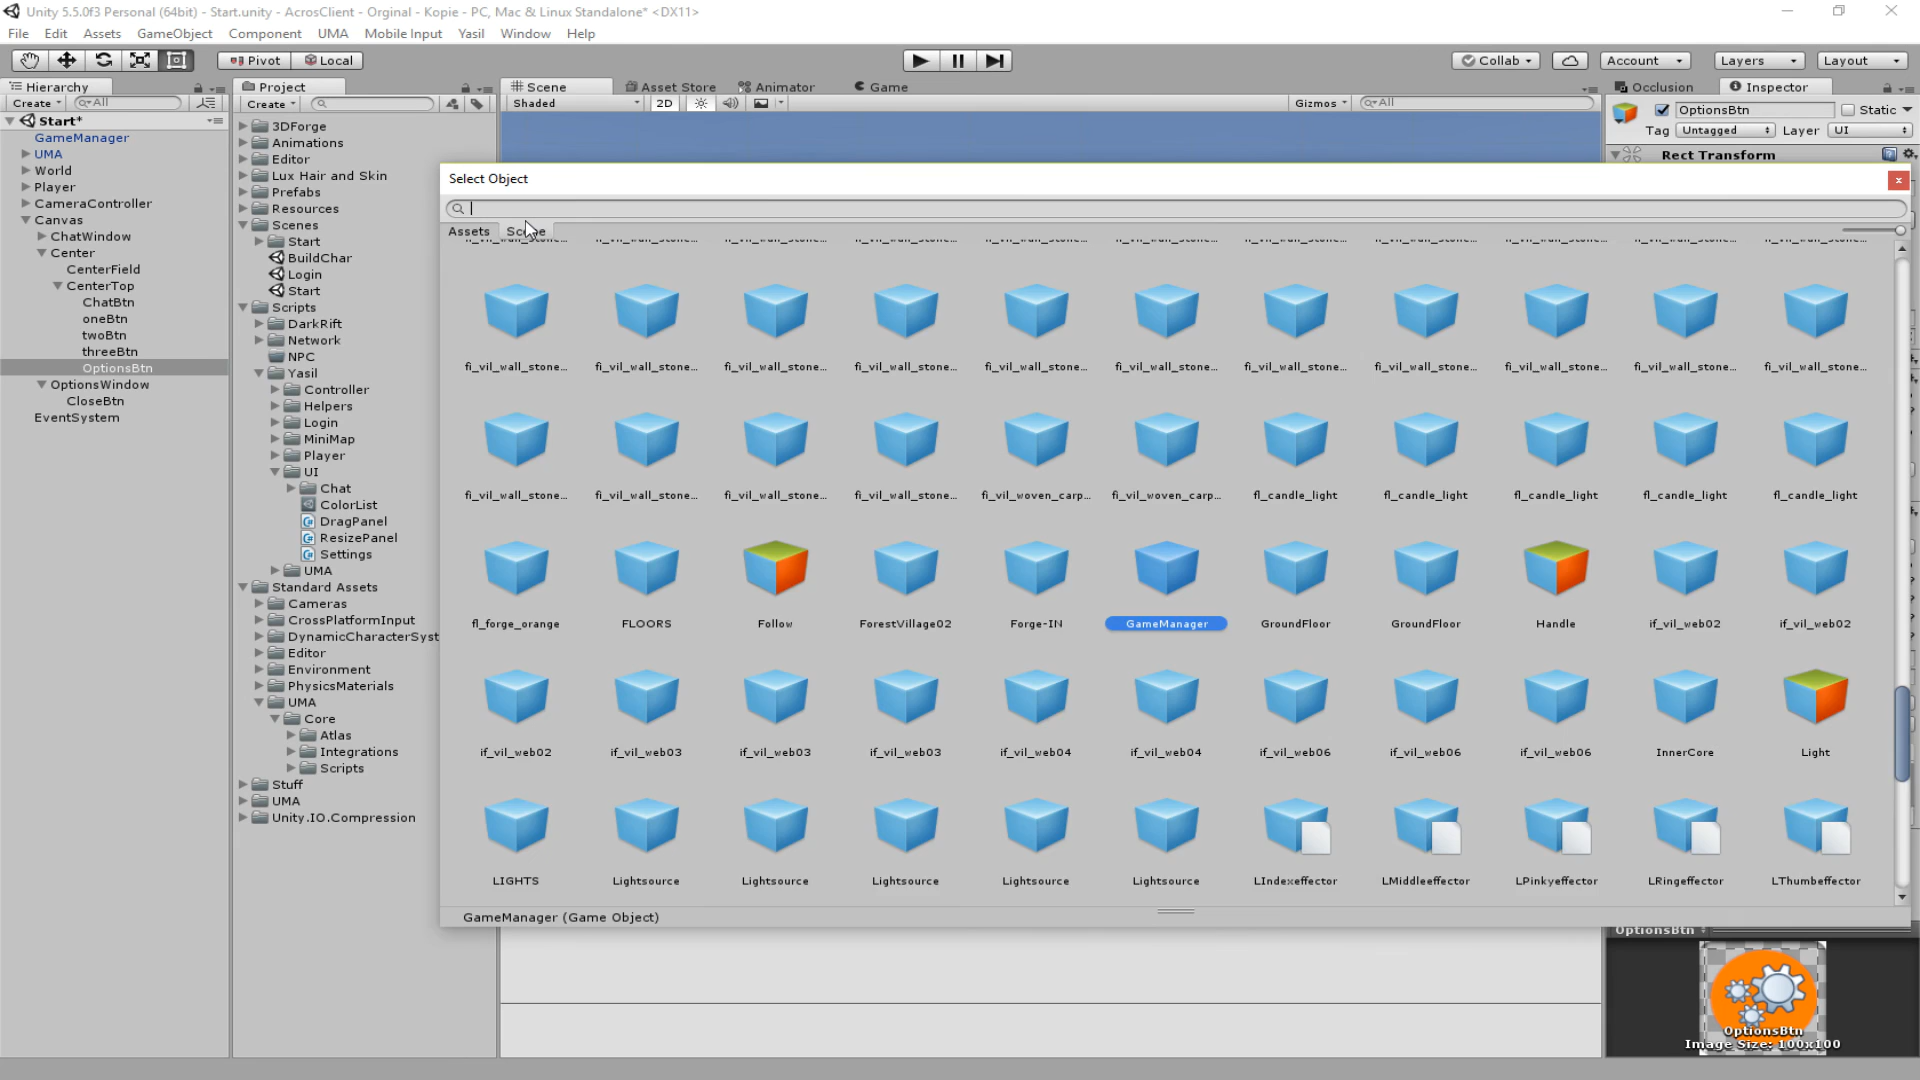 Unity 5.5.0f3 Personal (64bit) - Start.unity - AcrosClient - Orginal - Kopie - PC, Mac & Linux Standalone* <DX11>
File Edit Assets GameObject Component UMA Mobile Input Yasil Window Help
Pivot Local Collab Account Layers Layout
Hierarchy Project Scene Asset Store Animator Game Occlusion Inspector
Create All Create Shaded 2D Gizmos All OptionsBtn Static
Tag Untagged Layer UI
Rect Transform
Start*
GameManager
UMA
World
Player
CameraController
Canvas
ChatWindow
Center
CenterField
CenterTop
ChatBtn
oneBtn
twoBtn
threeBtn
OptionsBtn
OptionsWindow
CloseBtn
EventSystem
3DForge
Animations
Editor
Lux Hair and Skin
Prefabs
Resources
Scenes
Start
BuildChar
Login
Start
Scripts
DarkRift
Network
NPC
Yasil
Controller
Helpers
Login
MiniMap
Player
UI
Chat
ColorList
DragPanel
ResizePanel
Settings
UMA
Standard Assets
Cameras
CrossPlatformInput
DynamicCharacterSyst
Editor
Environment
PhysicsMaterials
UMA
Core
Atlas
Integrations
Scripts
Stuff
UMA
Unity.IO.Compression
Select Object
Assets
fi_vil_wall_stone... fi_vil_wall_stone... fi_vil_wall_stone... fi_vil_wall_stone... fi_vil_wall_stone... fi_vil_wall_stone... fi_vil_wall_stone... fi_vil_wall_stone... fi_vil_wall_stone... fi_vil_wall_stone... fi_vil_wall_stone...
fi_vil_wall_stone... fi_vil_wall_stone... fi_vil_wall_stone... fi_vil_wall_stone... fi_vil_woven_carp... fi_vil_woven_carp... fl_candle_light fl_candle_light fl_candle_light fl_candle_light fl_candle_light
fl_forge_orange FLOORS Follow ForestVillage02 Forge-IN GameManager GroundFloor GroundFloor Handle if_vil_web02 if_vil_web02
if_vil_web02 if_vil_web03 if_vil_web03 if_vil_web03 if_vil_web04 if_vil_web04 if_vil_web06 if_vil_web06 if_vil_web06 InnerCore Light
LIGHTS Lightsource Lightsource Lightsource Lightsource Lightsource LIndexeffector LMiddleeffector LPinkyeffector LRingeffector LThumbeffector
GameManager (Game Object)
OptionsBtn
OptionsBtn
Image Size: 100x100